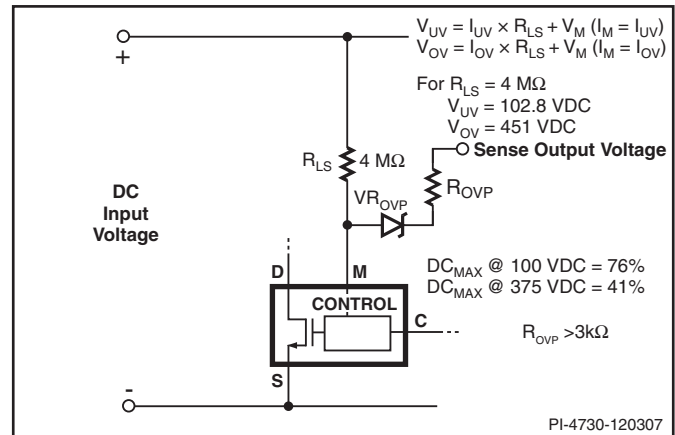 V_UV = I_UV × R_LS + V_M (I_M = I_UV)
V_OV = I_OV × R_LS + V_M (I_M = I_OV)
+
For R_LS = 4 MΩ
V_UV = 102.8 VDC
V_OV = 451 VDC
Sense Output Voltage
R_LS
4 MΩ
R_OVP
VR_OVP
DC
Input
Voltage
D
M
DC_MAX @ 100 VDC = 76%
DC_MAX @ 375 VDC = 41%
CONTROL
C
R_OVP >3kΩ
S
-
PI-4730-120307